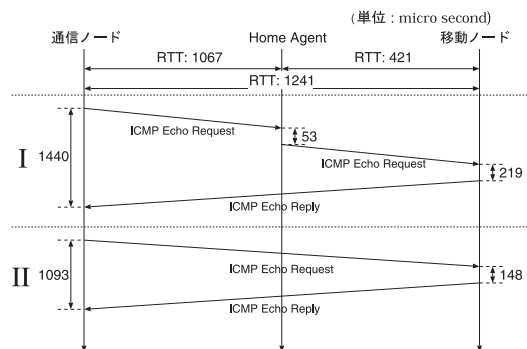 (単位 : micro second)
通信ノード
Home Agent
移動ノード
RTT: 1067
RTT: 421
RTT: 1241
I
1440
ICMP Echo Request
53
ICMP Echo Request
219
ICMP Echo Reply
II
1093
ICMP Echo Request
148
ICMP Echo Reply